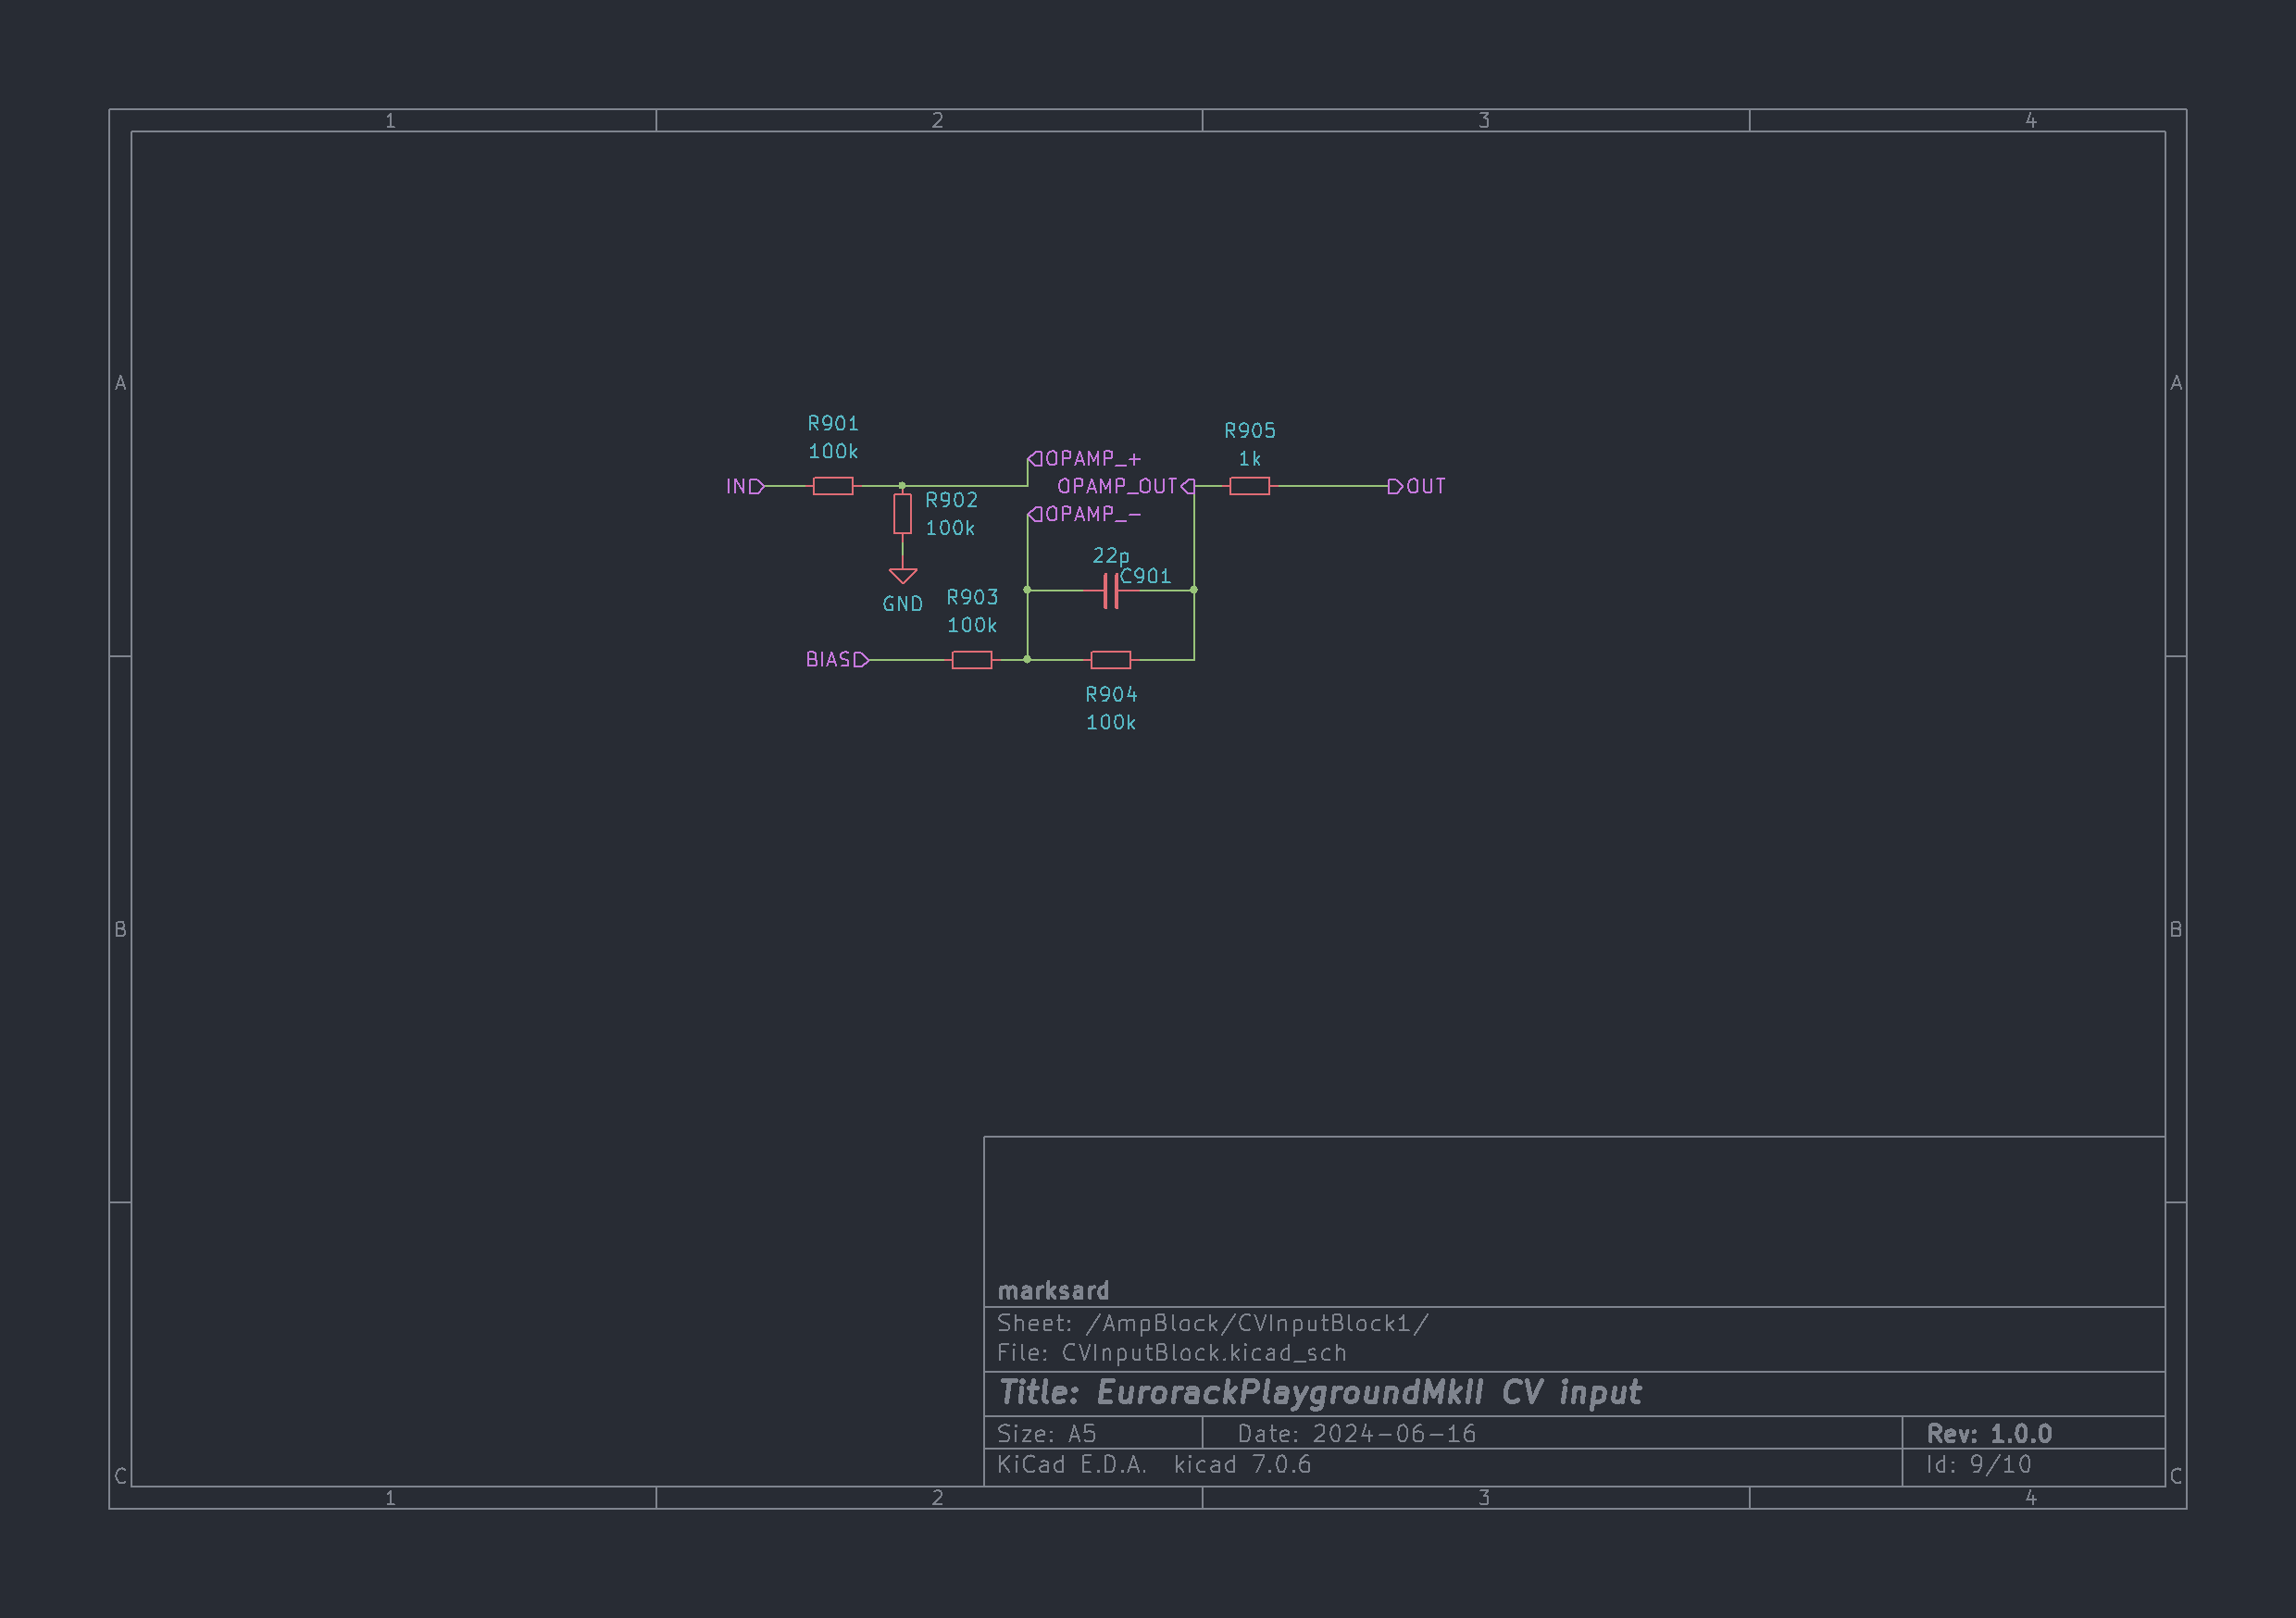 1 2 3 4
A A
R901
100k
R905
1k
OPAMP_+
IN
OPAMP_OUT
OUT
R902
100k
OPAMP_-
22p
C901
GND
R903
100k
BIAS
R904
100k
B B
marksard
Sheet: /AmpBlock/CVInputBlock1/
File: CVInputBlock.kicad_sch
Title: EurorackPlaygroundMkII CV input
Size: A5 Date: 2024-06-16 Rev: 1.0.0
KiCad E.D.A. kicad 7.0.6 Id: 9/10
C C
1 2 3 4